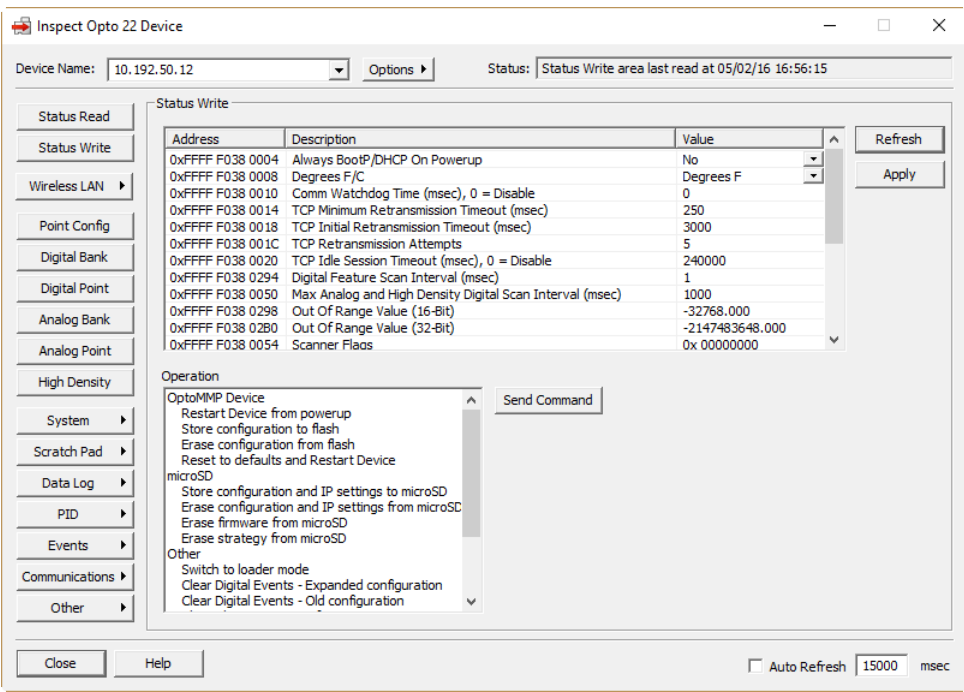 Inspect Opto 22 Device
Device Name: 10.192.50.12 Options Status: Status Write area last read at 05/02/16 16:56:15
Status Read
Status Write
Wireless LAN
Point Config
Digital Bank
Digital Point
Analog Bank
Analog Point
High Density
System
Scratch Pad
Data Log
PID
Events
Communications
Other
Status Write
Address Description Value
0xFFFF F038 0004 Always BootP/DHCP On Powerup No
0xFFFF F038 0008 Degrees F/C Degrees F
0xFFFF F038 0010 Comm Watchdog Time (msec), 0 = Disable 0
0xFFFF F038 0014 TCP Minimum Retransmission Timeout (msec) 250
0xFFFF F038 0018 TCP Initial Retransmission Timeout (msec) 3000
0xFFFF F038 001C TCP Retransmission Attempts 5
0xFFFF F038 0020 TCP Idle Session Timeout (msec), 0 = Disable 240000
0xFFFF F038 0294 Digital Feature Scan Interval (msec) 1
0xFFFF F038 0050 Max Analog and High Density Digital Scan Interval (msec) 1000
0xFFFF F038 0298 Out Of Range Value (16-Bit) -32768.000
0xFFFF F038 02B0 Out Of Range Value (32-Bit) -2147483648.000
0xFFFF F038 0054 Scanner Flags 0x 00000000
Refresh
Apply
Operation
OptoMMP Device
Restart Device from powerup
Store configuration to flash
Erase configuration from flash
Reset to defaults and Restart Device
microSD
Store configuration and IP settings to microSD
Erase configuration and IP settings from microSD
Erase firmware from microSD
Erase strategy from microSD
Other
Switch to loader mode
Clear Digital Events - Expanded configuration
Clear Digital Events - Old configuration
Send Command
Close Help Auto Refresh 15000 msec